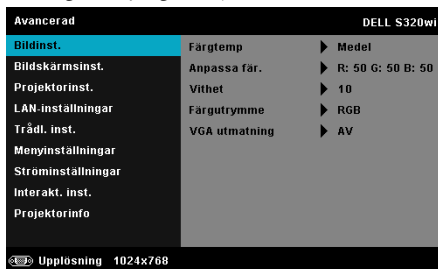 Avancerad DELL S320wi
Bildinst. Färgtemp Medel
Bildskärmsinst. Anpassa fär. R: 50 G: 50 B: 50
Projektorinst. Vithet 10
LAN-inställningar Färgutrymme RGB
Trådl. inst. VGA utmatning AV
Menyinställningar
Ströminställningar
Interakt. inst.
Projektorinfo
Upplösning 1024x768